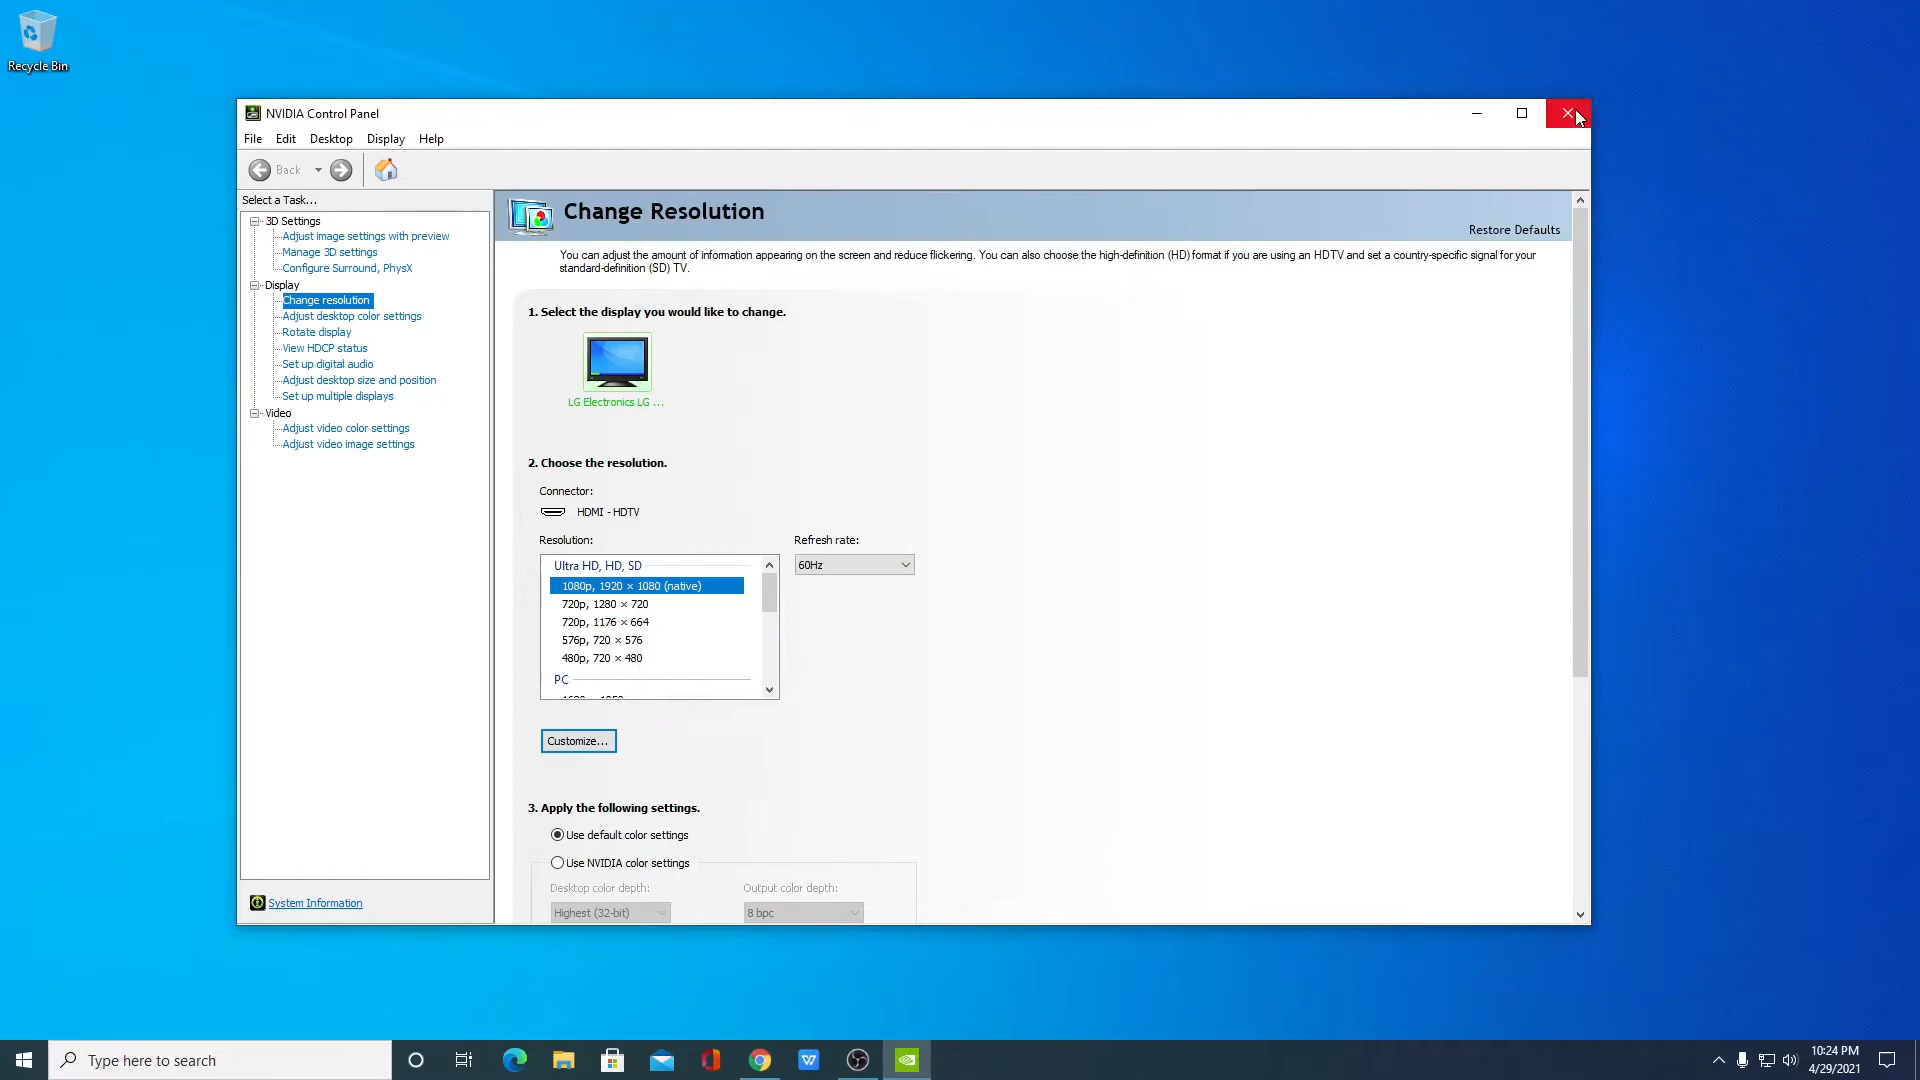 Recycle Bin
NVIDIA Control Panel
File Edit Desktop Display Help
Back
Select a Task...
3D Settings
Adjust image settings with preview
Manage 3D settings
Configure Surround, PhysX
Display
Change resolution
Adjust desktop color settings
Rotate display
View HDCP status
Set up digital audio
Adjust desktop size and position
Set up multiple displays
Video
Adjust video color settings
Adjust video image settings
System Information
Change Resolution
Restore Defaults
You can adjust the amount of information appearing on the screen and reduce flickering. You can also choose the high-definition (HD) format if you are using an HDTV and set a country-specific signal for your
standard-definition (SD) TV.
1. Select the display you would like to change.
LG Electronics LG ...
2. Choose the resolution.
Connector:
HDMI - HDTV
Resolution:
Refresh rate:
Ultra HD, HD, SD
60Hz
1080p, 1920 × 1080 (native)
720p, 1280 × 720
720p, 1176 × 664
576p, 720 × 576
480p, 720 × 480
PC
Customize...
3. Apply the following settings.
Use default color settings
Use NVIDIA color settings
Desktop color depth:
Output color depth:
Highest (32-bit)
8 bpc
Type here to search
10:24 PM
4/29/2021